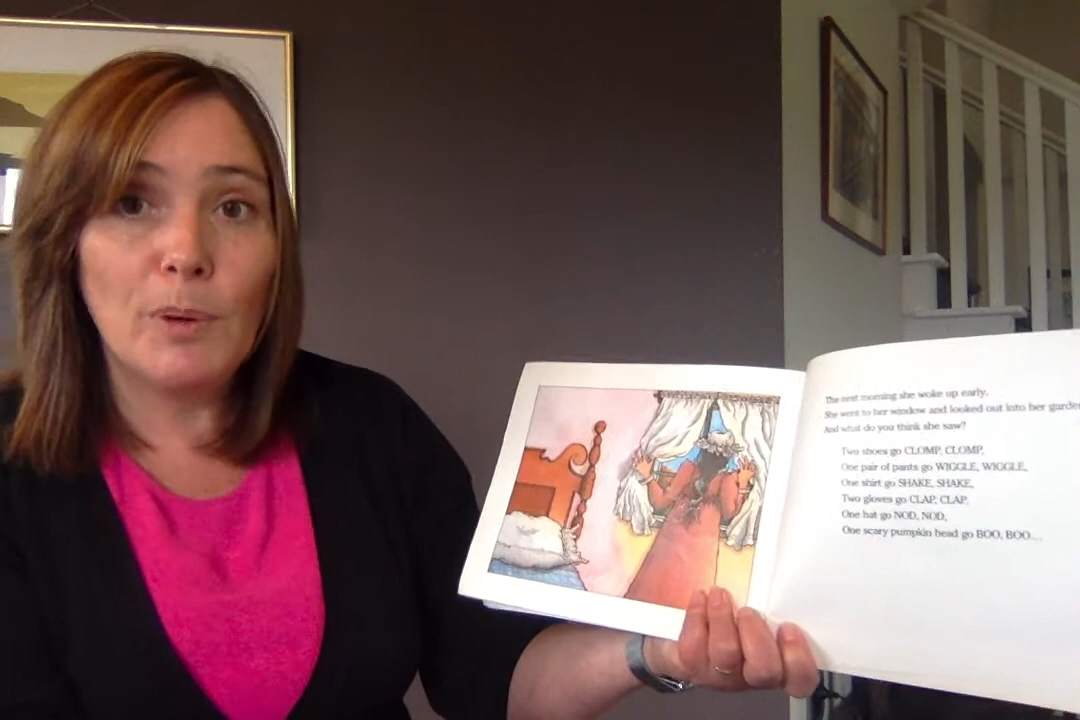 The next morning she woke up early.
She went to her window and looked out into her garden
And what do you think she saw?
Two shoes go CLOMP, CLOMP,
One pair of pants go WIGGLE, WIGGLE,
One shirt go SHAKE, SHAKE,
Two gloves go CLAP, CLAP,
One hat go NOD, NOD,
One scary pumpkin head go BOO, BOO...